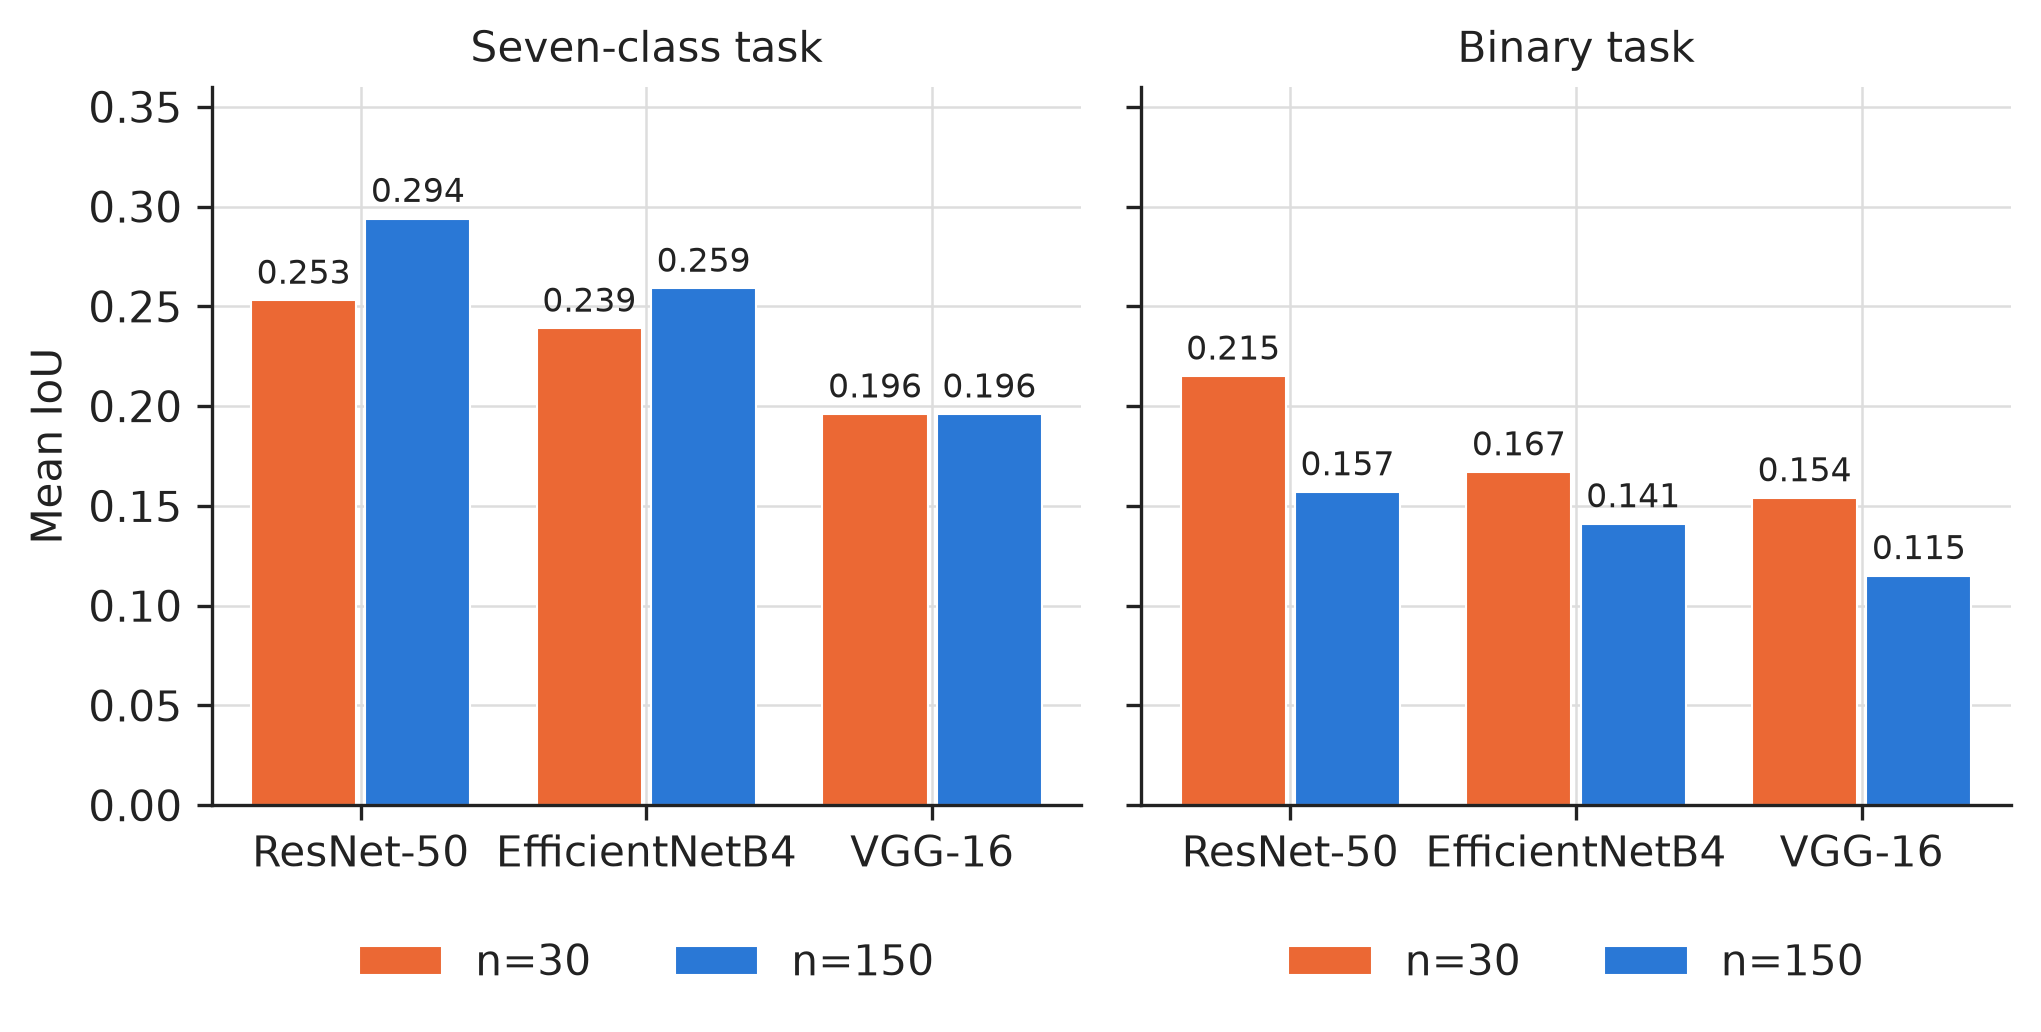 Seven-class task
Binary task
Mean IoU
0.35
0.30
0.25
0.20
0.15
0.10
0.05
0.00
0.253
0.294
0.239
0.259
0.196
0.196
0.215
0.157
0.167
0.141
0.154
0.115
ResNet-50 EfficientNetB4 VGG-16
ResNet-50 EfficientNetB4 VGG-16
n=30 n=150
n=30 n=150